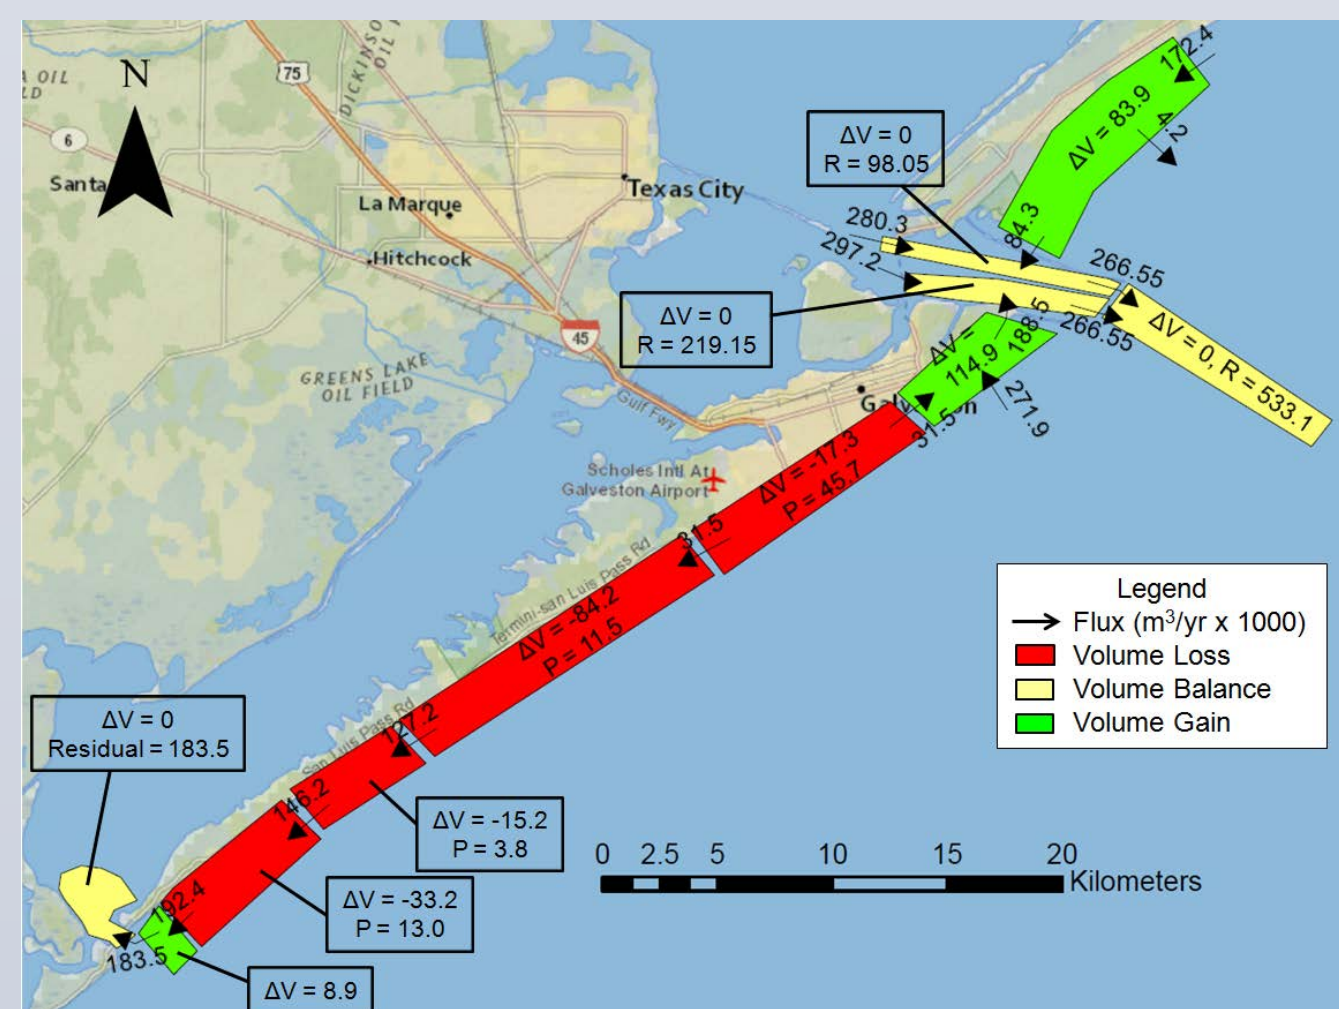 N
75
DICKINSO
OIL
A OIL
LD
6
Santa
La Marque
Hitchcock
Texas City
45
GREENS LAKE
OIL FIELD
Gulf Fwy
Galveston
Scholes Intl At
Galveston Airport
Termini-san Luis Pass Rd
San Luis Pass Rd
172.4
ΔV = 83.9
4.2
84.3
ΔV = 0
R = 98.05
280.3
297.2
266.55
266.55
ΔV = 0
R = 219.15
ΔV = 0, R = 533.1
ΔV =
114.9
188.5
271.9
31.5
ΔV = -17.3
P = 45.7
31.5
ΔV = -84.2
P = 11.5
127.2
146.2
ΔV = -15.2
P = 3.8
ΔV = -33.2
P = 13.0
192.4
183.5
ΔV = 0
Residual = 183.5
ΔV = 8.9
Legend
Flux (m³/yr x 1000)
Volume Loss
Volume Balance
Volume Gain
0 2.5 5 10 15 20
Kilometers